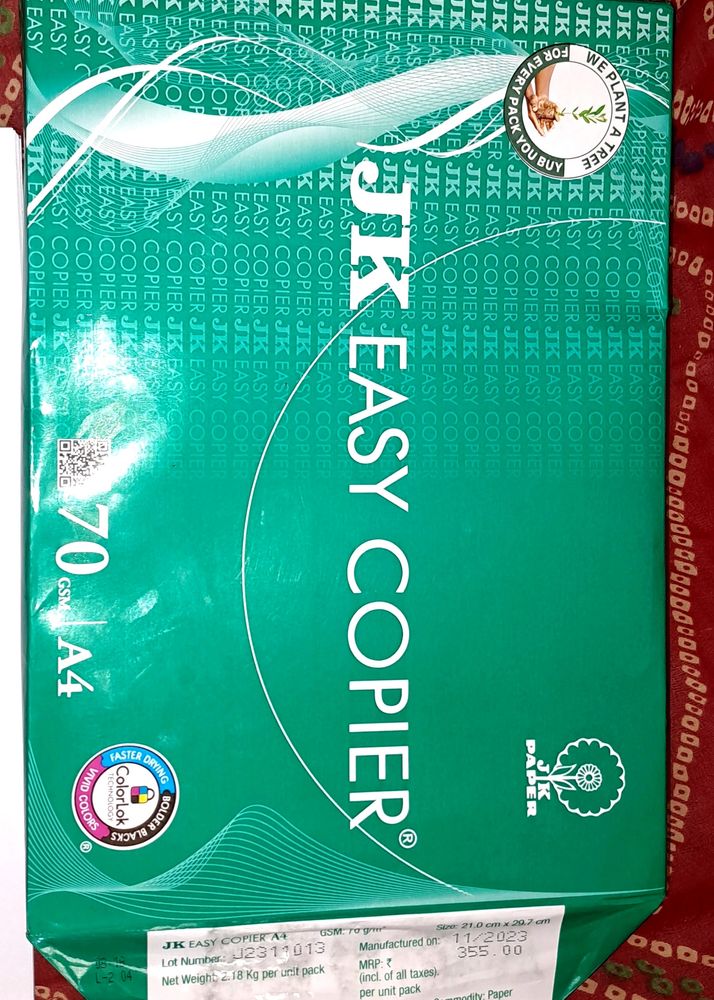 WE PLANT A TREE
FOR EVERY PACK YOU BUY
JK EASY COPIER®
JK
PAPER
70 GSM | A4
FASTER DRYING
BOLDER BLACKS
VIVID COLORS
ColorLok
TECHNOLOGY
®
JK EASY COPIER A4
GSM: 70 g/m²
Size: 21.0 cm x 29.7 cm
Lot Number: J2311013
Manufactured on: 11/2023
Net Weight: 2.18 Kg per unit pack
MRP: ₹ 355.00
(incl. of all taxes).
per unit pack
Commodity: Paper